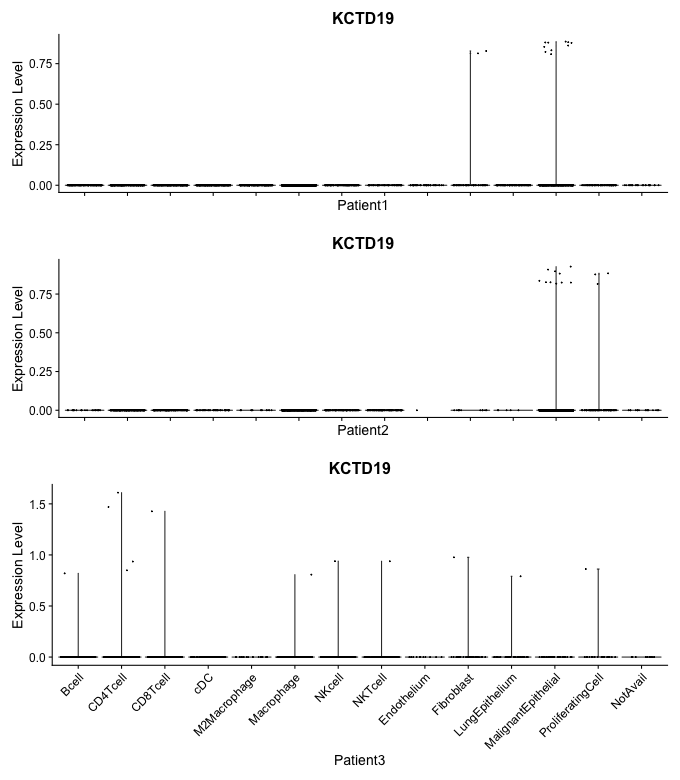 KCTD19
Expression Level
0.75
0.50
0.25
0.00
Patient1
KCTD19
Expression Level
0.75
0.50
0.25
0.00
Patient2
KCTD19
Expression Level
1.5
1.0
0.5
0.0
Bcell
CD4Tcell
CD8Tcell
cDC
M2Macrophage
Macrophage
NKcell
NKTcell
Endothelium
Fibroblast
LungEpithelium
MalignantEpithelial
ProliferatingCell
NotAvail
Patient3